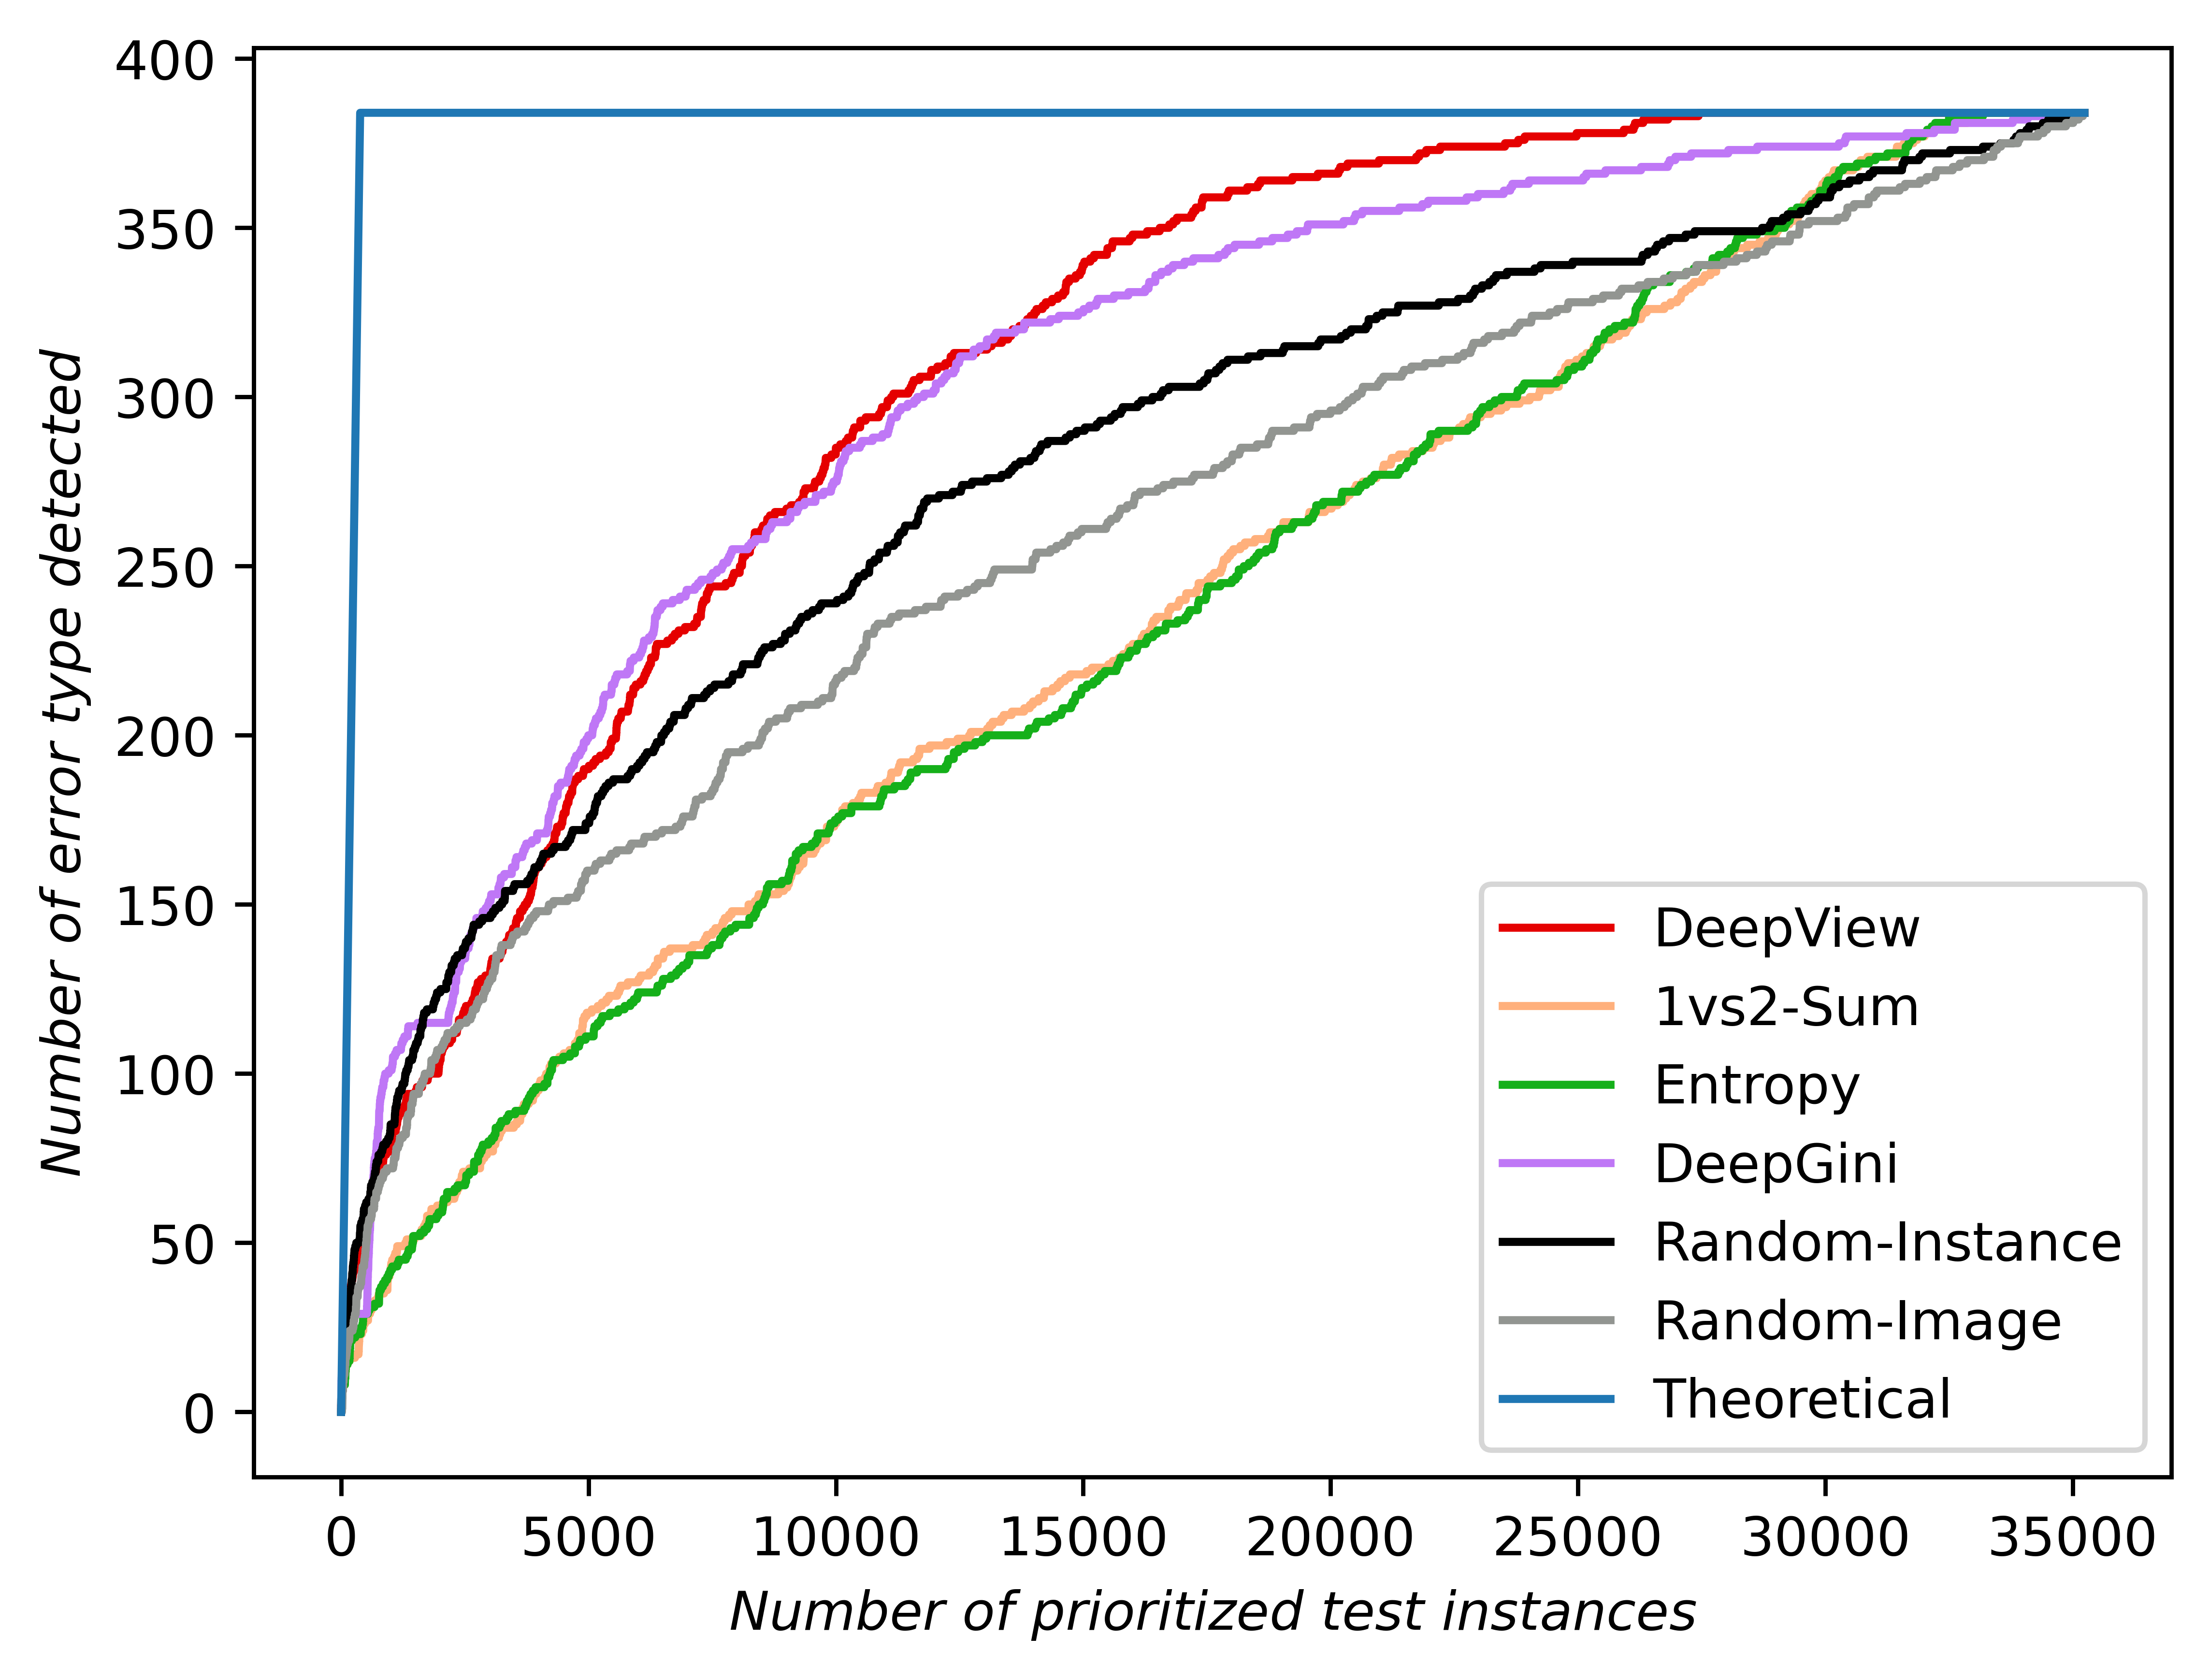 400
350
300
250
200
150
100
50
0
Number of error type detected
DeepView
1vs2-Sum
Entropy
DeepGini
Random-Instance
Random-Image
Theoretical
0 5000 10000 15000 20000 25000 30000 35000
Number of prioritized test instances